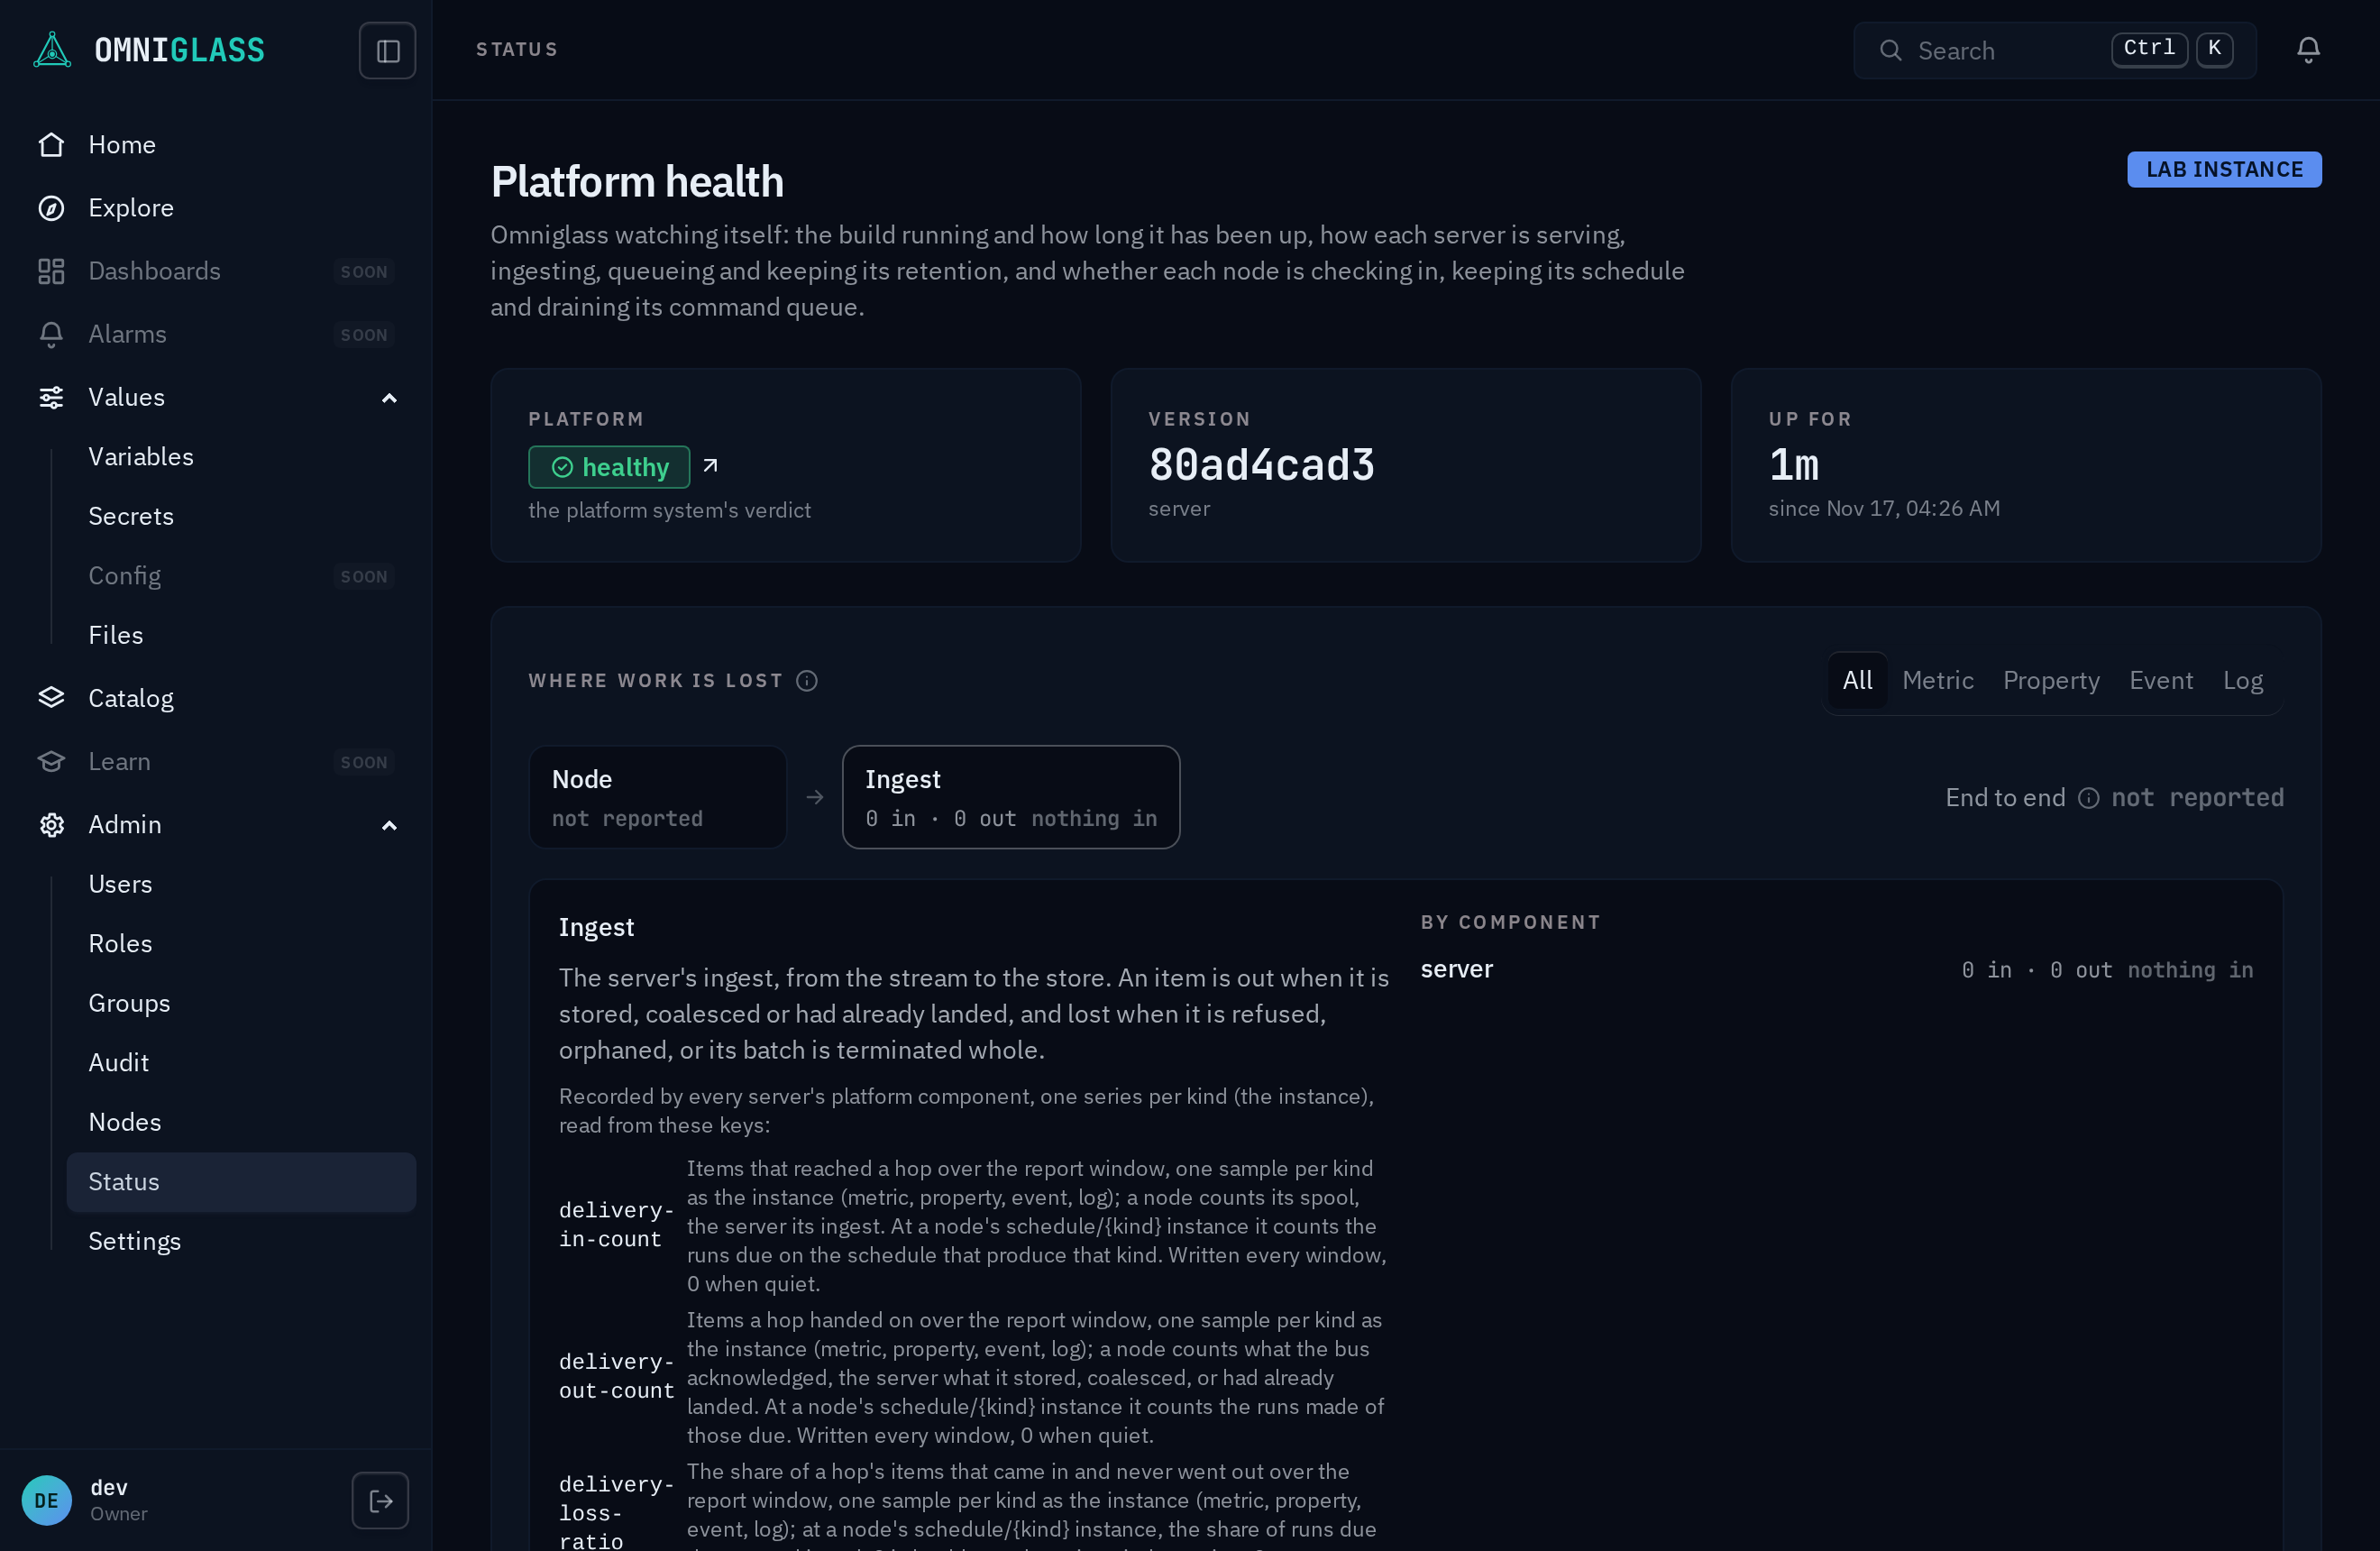 OMNIGLASS
Home
Explore
Dashboards SOON
Alarms SOON
Values
Variables
Secrets
Config SOON
Files
Catalog
Learn SOON
Admin
Users
Roles
Groups
Audit
Nodes
Status
Settings
DE
dev
Owner
STATUS
Search Ctrl K
Platform health
LAB INSTANCE
Omniglass watching itself: the build running and how long it has been up, how each server is serving,
ingesting, queueing and keeping its retention, and whether each node is checking in, keeping its schedule
and draining its command queue.
PLATFORM
healthy
the platform system's verdict
VERSION
80ad4cad3
server
UP FOR
1m
since Nov 17, 04:26 AM
WHERE WORK IS LOST
All Metric Property Event Log
Node
not reported
Ingest
0 in · 0 out nothing in
End to end not reported
Ingest
The server's ingest, from the stream to the store. An item is out when it is
stored, coalesced or had already landed, and lost when it is refused,
orphaned, or its batch is terminated whole.
Recorded by every server's platform component, one series per kind (the instance),
read from these keys:
delivery-
in-count
Items that reached a hop over the report window, one sample per kind
as the instance (metric, property, event, log); a node counts its spool,
the server its ingest. At a node's schedule/{kind} instance it counts the
runs due on the schedule that produce that kind. Written every window,
0 when quiet.
delivery-
out-count
Items a hop handed on over the report window, one sample per kind as
the instance (metric, property, event, log); a node counts what the bus
acknowledged, the server what it stored, coalesced, or had already
landed. At a node's schedule/{kind} instance it counts the runs made of
those due. Written every window, 0 when quiet.
delivery-
loss-
ratio
The share of a hop's items that came in and never went out over the
report window, one sample per kind as the instance (metric, property,
event, log); at a node's schedule/{kind} instance, the share of runs due
BY COMPONENT
server
0 in · 0 out nothing in